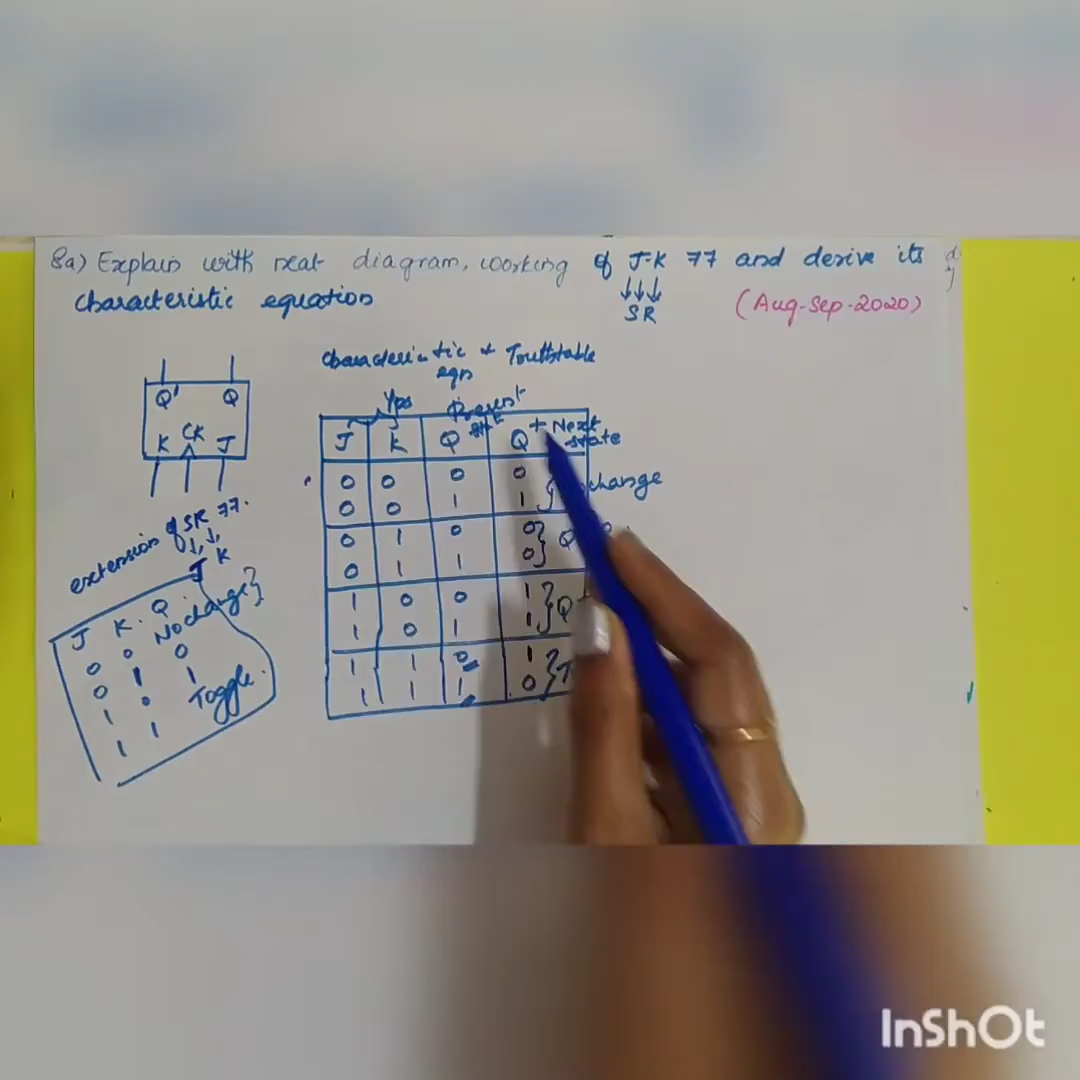 8a) Explain with neat diagram, working of J-K FF and derive its
characteristic equation
↓↓↓
SR
(Aug-Sep-2020)
Characteristic & Truthtable
eqn
Q' Q
K CK J
Yps Present
J K Q Q+ Next
state
0 0 0 0
0 0 1 1 } change
0 1 0 0
0 1 1 0 } Q
1 0 0 1
1 0 1 1 } Q
1 1 0 1
1 1 1 0 } T
extension of SR FF.
↓ ↓
J K
J K Q
0 0 No change }
0 1 0
1 0 1
1 1 Toggle.
InShOt